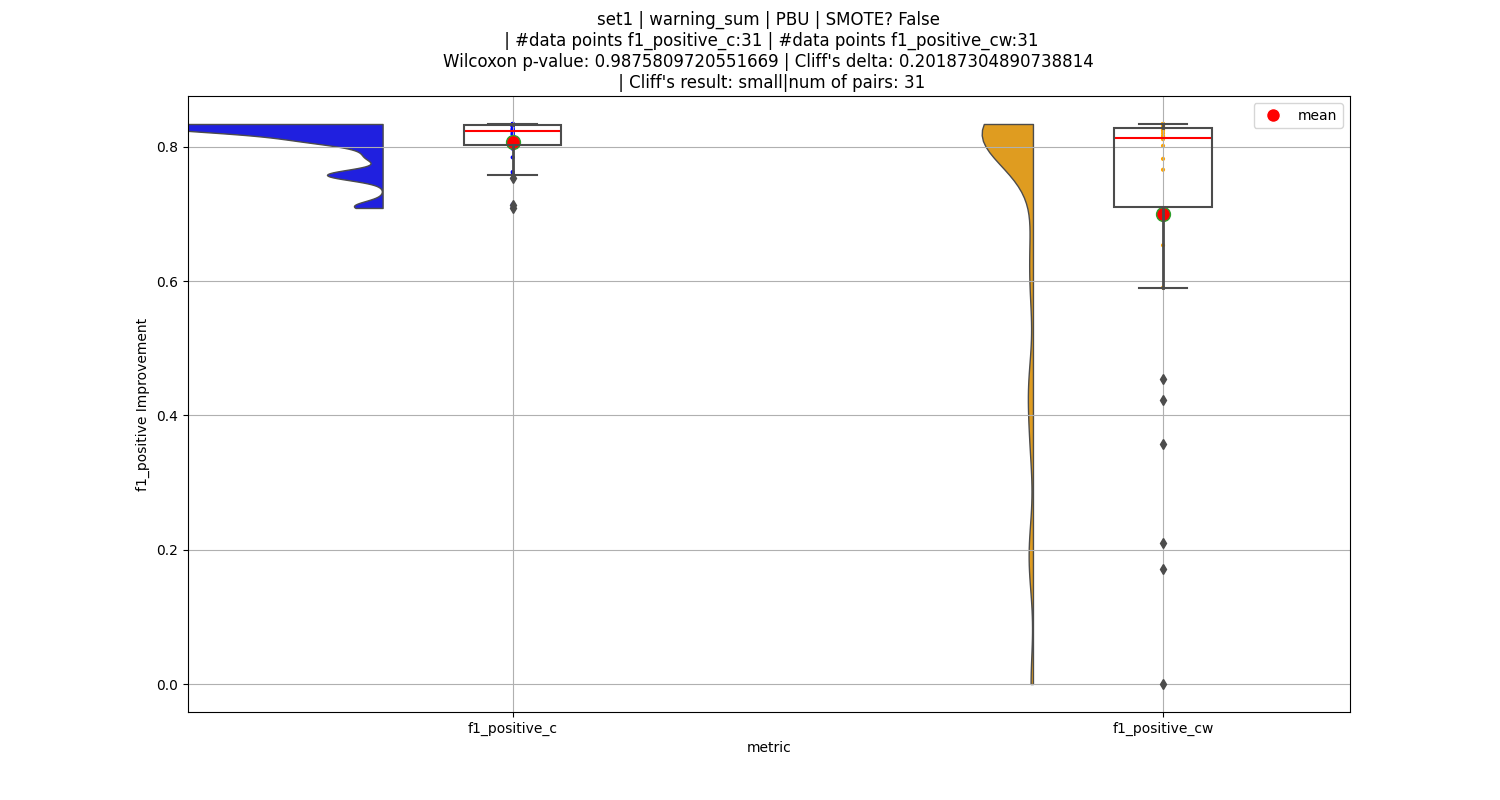 set1 | warning_sum | PBU | SMOTE? False
| #data points f1_positive_c:31 | #data points f1_positive_cw:31
Wilcoxon p-value: 0.9875809720551669 | Cliff's delta: 0.20187304890738814
| Cliff's result: small|num of pairs: 31
mean
f1_positive Improvement
0.8
0.6
0.4
0.2
0.0
f1_positive_c
f1_positive_cw
metric